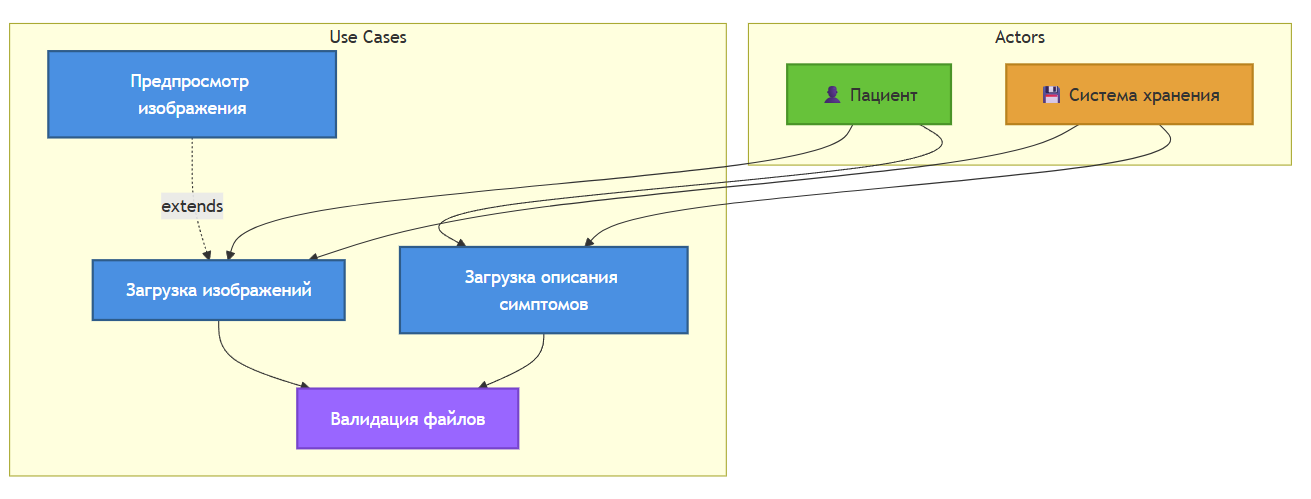 Use Cases
Предпросмотр
изображения
extends
Загрузка изображений
Загрузка описания
симптомов
Валидация файлов
Actors
👤 Пациент
💾 Система хранения